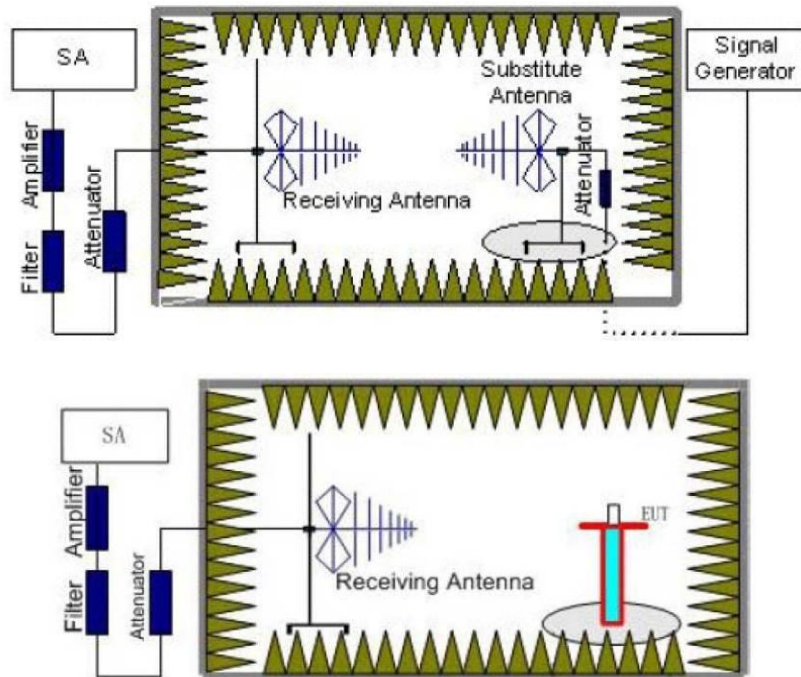 SA
Signal
Generator
Substitute
Antenna
Amplifier
Attenuator
Attenuator
Receiving Antenna
Filter
SA
Amplifier
EUT
Filter
Attenuator
Receiving Antenna